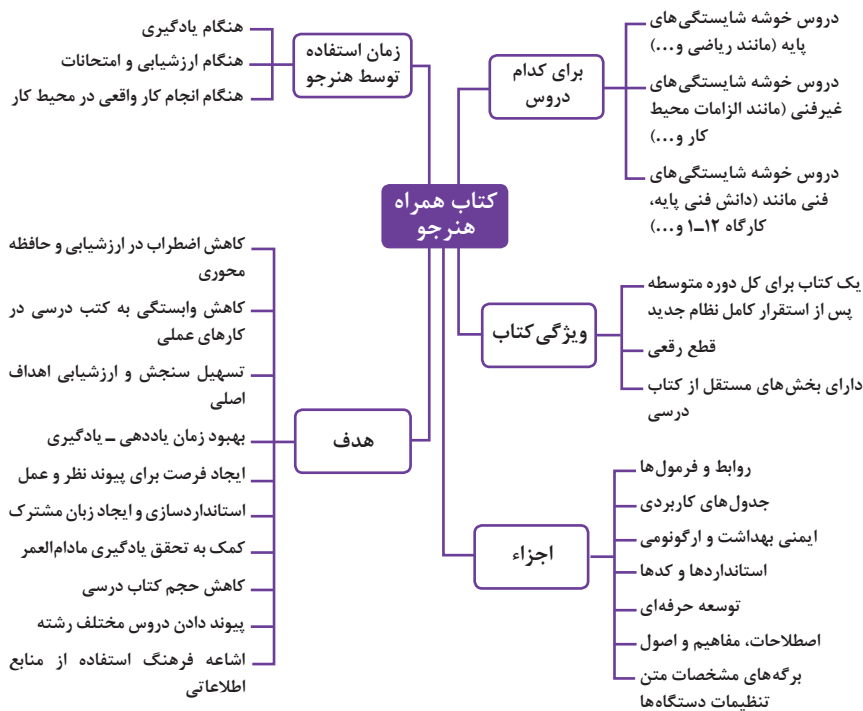 کتاب همراه
هنرجو
برای کدام
دروس
دروس خوشه شایستگی‌های
پایه (مانند ریاضی و...)
دروس خوشه شایستگی‌های
غیرفنی (مانند الزامات محیط
کار و...)
دروس خوشه شایستگی‌های
فنی مانند (دانش فنی پایه،
کارگاه ۱۲ـ۱ و...)
ویژگی کتاب
یک کتاب برای کل دوره متوسطه
پس از استقرار کامل نظام جدید
قطع رقعی
دارای بخش‌های مستقل از کتاب
درسی
اجزاء
روابط و فرمول‌ها
جدول‌های کاربردی
ایمنی بهداشت و ارگونومی
استانداردها و کدها
توسعه حرفه‌ای
اصطلاحات، مفاهیم و اصول
برگه‌های مشخصات متن
تنظیمات دستگاه‌ها
زمان استفاده
توسط هنرجو
هنگام یادگیری
هنگام ارزشیابی و امتحانات
هنگام انجام کار واقعی در محیط کار
هدف
کاهش اضطراب در ارزشیابی و حافظه
محوری
کاهش وابستگی به کتب درسی در
کارهای عملی
تسهیل سنجش و ارزشیابی اهداف
اصلی
بهبود زمان یاددهی ـ یادگیری
ایجاد فرصت برای پیوند نظر و عمل
استانداردسازی و ایجاد زبان مشترک
کمک به تحقق یادگیری مادام‌العمر
کاهش حجم کتاب درسی
پیوند دادن دروس مختلف رشته
اشاعه فرهنگ استفاده از منابع
اطلاعاتی